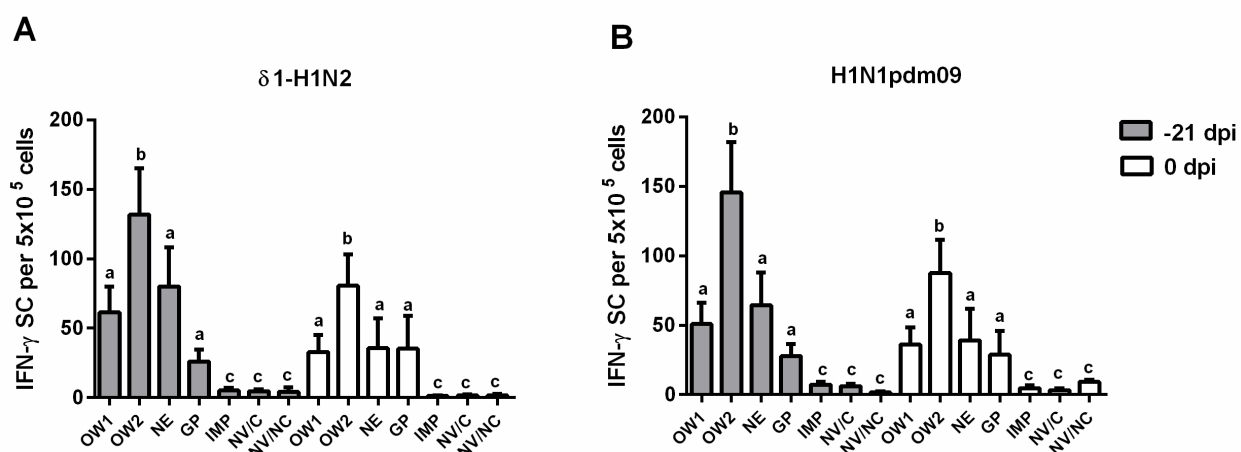 A
δ1-H1N2
IFN-γ SC per 5x10 5 cells
200
150
100
50
0
a
b
a
a
c
c
c
a
b
a
a
c
c
c
OW1
OW2
NE
GP
IMP
NV/C
NV/NC
OW1
OW2
NE
GP
IMP
NV/C
NV/NC
B
H1N1pdm09
IFN-γ SC per 5x10 5 cells
200
150
100
50
0
a
b
a
a
c
c
c
a
b
a
a
c
c
c
OW1
OW2
NE
GP
IMP
NV/C
NV/NC
OW1
OW2
NE
GP
IMP
NV/C
NV/NC
-21 dpi
0 dpi